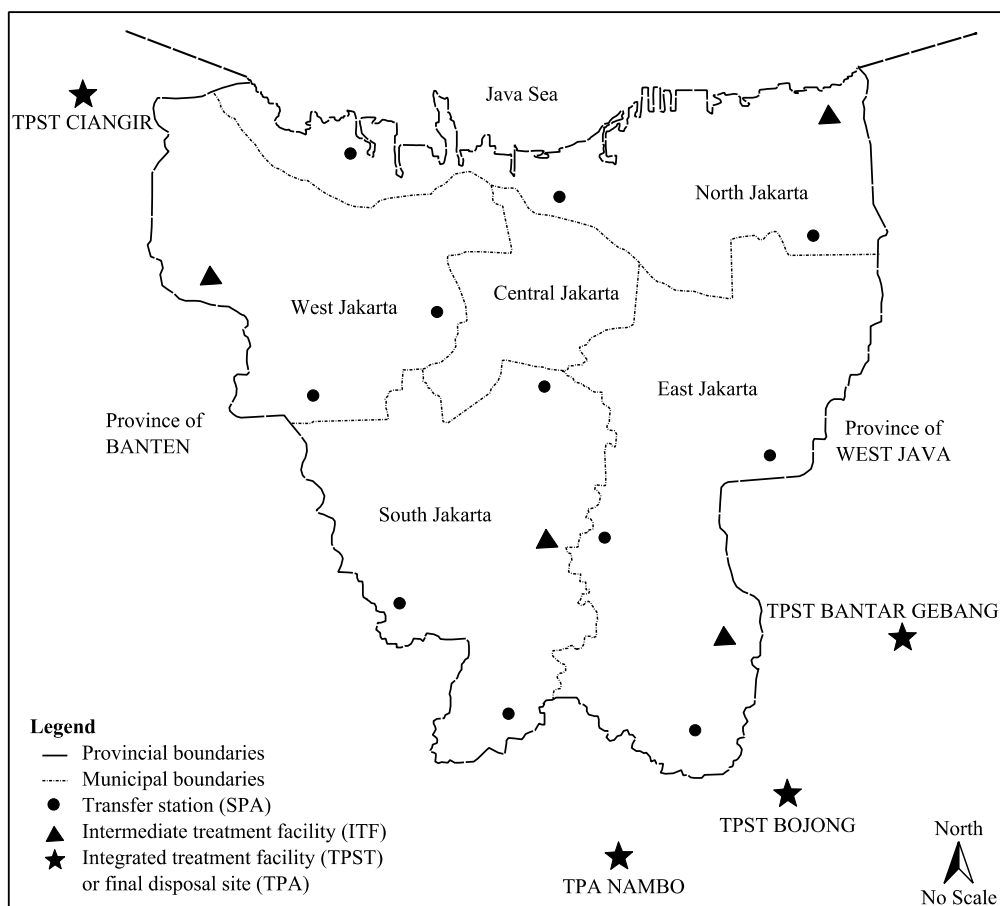 Java Sea
TPST CIANGIR
North Jakarta
Central Jakarta
West Jakarta
East Jakarta
Province of
BANTEN
Province of
WEST JAVA
South Jakarta
TPST BANTAR GEBANG
Legend
Provincial boundaries
Municipal boundaries
Transfer station (SPA)
Intermediate treatment facility (ITF)
Integrated treatment facility (TPST)
or final disposal site (TPA)
TPST BOJONG
TPA NAMBO
North
No Scale